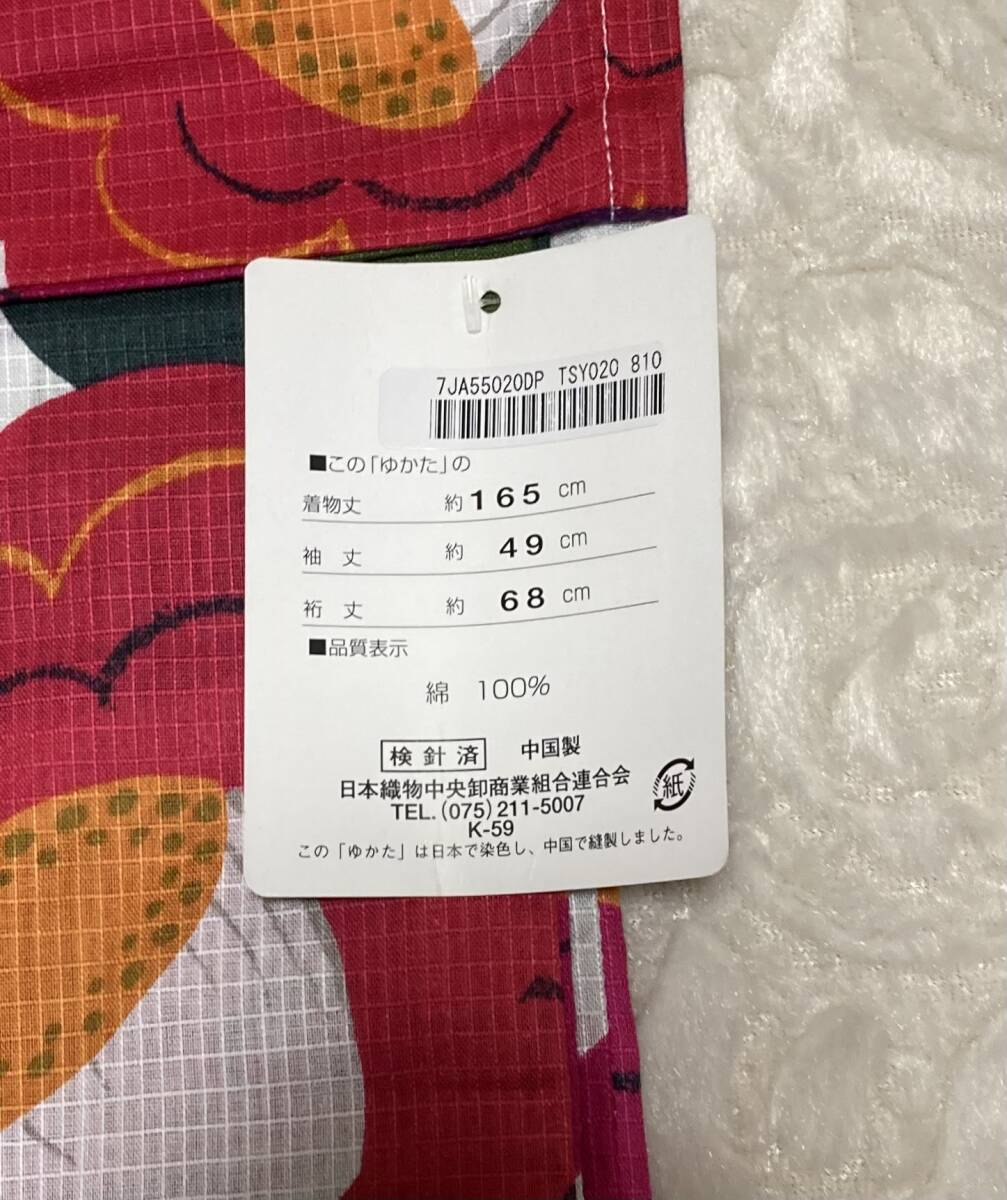 7JA55020DP TSY020 810
■この「ゆかた」の
着物丈 約165 cm
袖 丈 約 49 cm
裄 丈 約 68 cm
■品質表示
綿 100%
検針済 中国製
日本織物中央卸商業組合連合会
TEL.(075)211-5007
K-59
紙
この「ゆかた」は日本で染色し、中国で縫製しました。